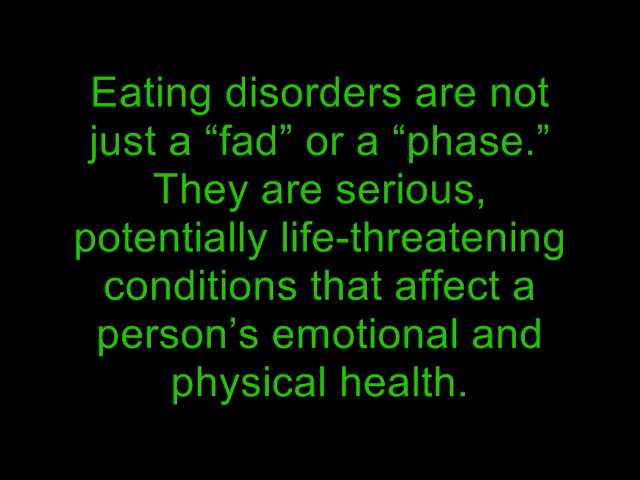 Eating disorders are not
just a “fad” or a “phase.”
They are serious,
potentially life-threatening
conditions that affect a
person’s emotional and
physical health.